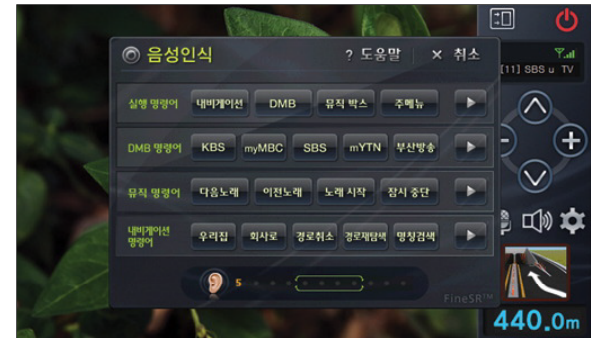 음성인식 ? 도움말 × 취소
[11] SBS u TV
실행 명령어 내비게이션 DMB 뮤직 박스 주메뉴
DMB 명령어 KBS myMBC SBS mYTN 부산방송
뮤직 명령어 다음노래 이전노래 노래 시작 잠시 중단
내비게이션
명령어 우리집 회사로 경로취소 경로재탐색 명칭검색
5
FineSR™
440.0m